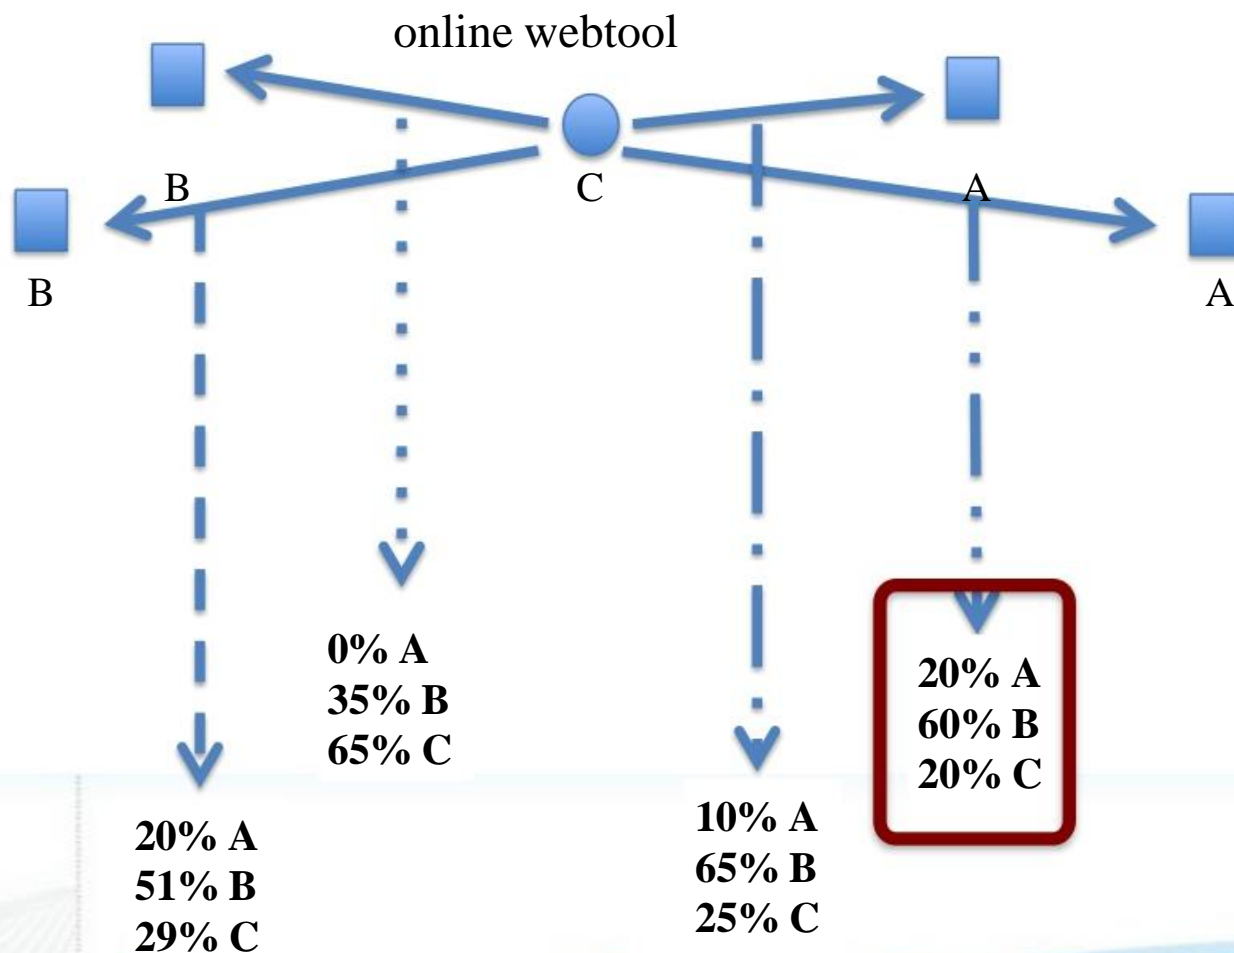 online webtool
B
C
A
B
A
0% A
35% B
65% C
20% A
60% B
20% C
20% A
51% B
29% C
10% A
65% B
25% C